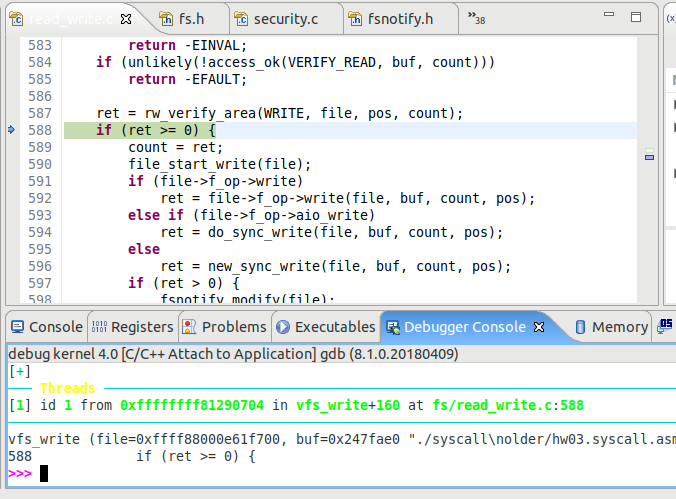 read_write.c fs.h security.c fsnotify.h »38
583 return -EINVAL;
584 if (unlikely(!access_ok(VERIFY_READ, buf, count)))
585 return -EFAULT;
586
587 ret = rw_verify_area(WRITE, file, pos, count);
588 if (ret >= 0) {
589 count = ret;
590 file_start_write(file);
591 if (file->f_op->write)
592 ret = file->f_op->write(file, buf, count, pos);
593 else if (file->f_op->aio_write)
594 ret = do_sync_write(file, buf, count, pos);
595 else
596 ret = new_sync_write(file, buf, count, pos);
597 if (ret > 0) {
598 fsnotify_modify(file);
Console Registers Problems Executables Debugger Console Memory
debug kernel 4.0 [C/C++ Attach to Application] gdb (8.1.0.20180409)
[+]
Threads
[1] id 1 from 0xffffffff81290704 in vfs_write+160 at fs/read_write.c:588
vfs_write (file=0xffff88000e61f700, buf=0x247fae0 "./syscall\nolder/hw03.syscall.asm
588 if (ret >= 0) {
>>>